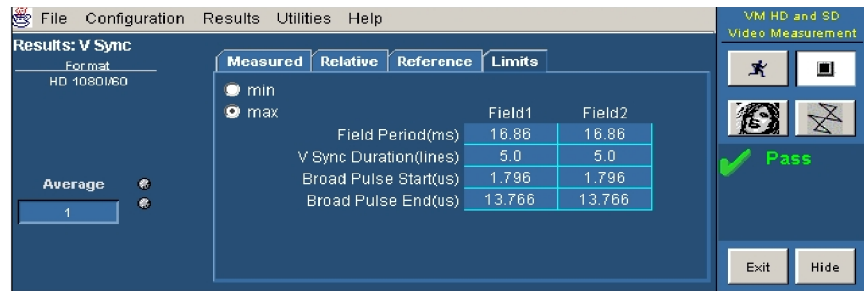 File Configuration Results Utilities Help
VM HD and SD
Video Measurement
Results: V Sync
Format
HD 1080I/60
Measured Relative Reference Limits
min
max
Field1 Field2
Field Period(ms) 16.86 16.86
V Sync Duration(lines) 5.0 5.0
Broad Pulse Start(us) 1.796 1.796
Broad Pulse End(us) 13.766 13.766
Average
1
Pass
Exit Hide